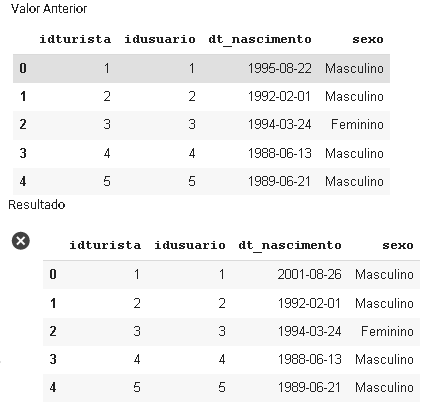 Valor Anterior
idturista idusuario dt_nascimento sexo
0 1 1 1995-08-22 Masculino
1 2 2 1992-02-01 Masculino
2 3 3 1994-03-24 Feminino
3 4 4 1988-06-13 Masculino
4 5 5 1989-06-21 Masculino
Resultado
idturista idusuario dt_nascimento sexo
0 1 1 2001-08-26 Masculino
1 2 2 1992-02-01 Masculino
2 3 3 1994-03-24 Feminino
3 4 4 1988-06-13 Masculino
4 5 5 1989-06-21 Masculino